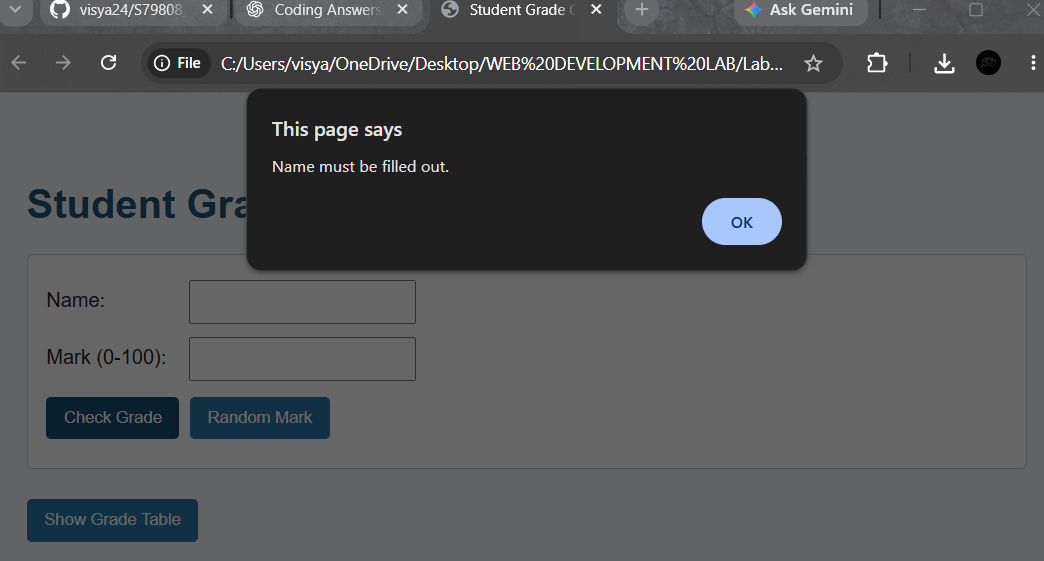 visya24/S79808
Coding Answers
Student Grade
Ask Gemini
File
C:/Users/visya/OneDrive/Desktop/WEB%20DEVELOPMENT%20LAB/Lab...
This page says
Name must be filled out.
OK
Student Gra
Name:
Mark (0-100):
Check Grade
Random Mark
Show Grade Table